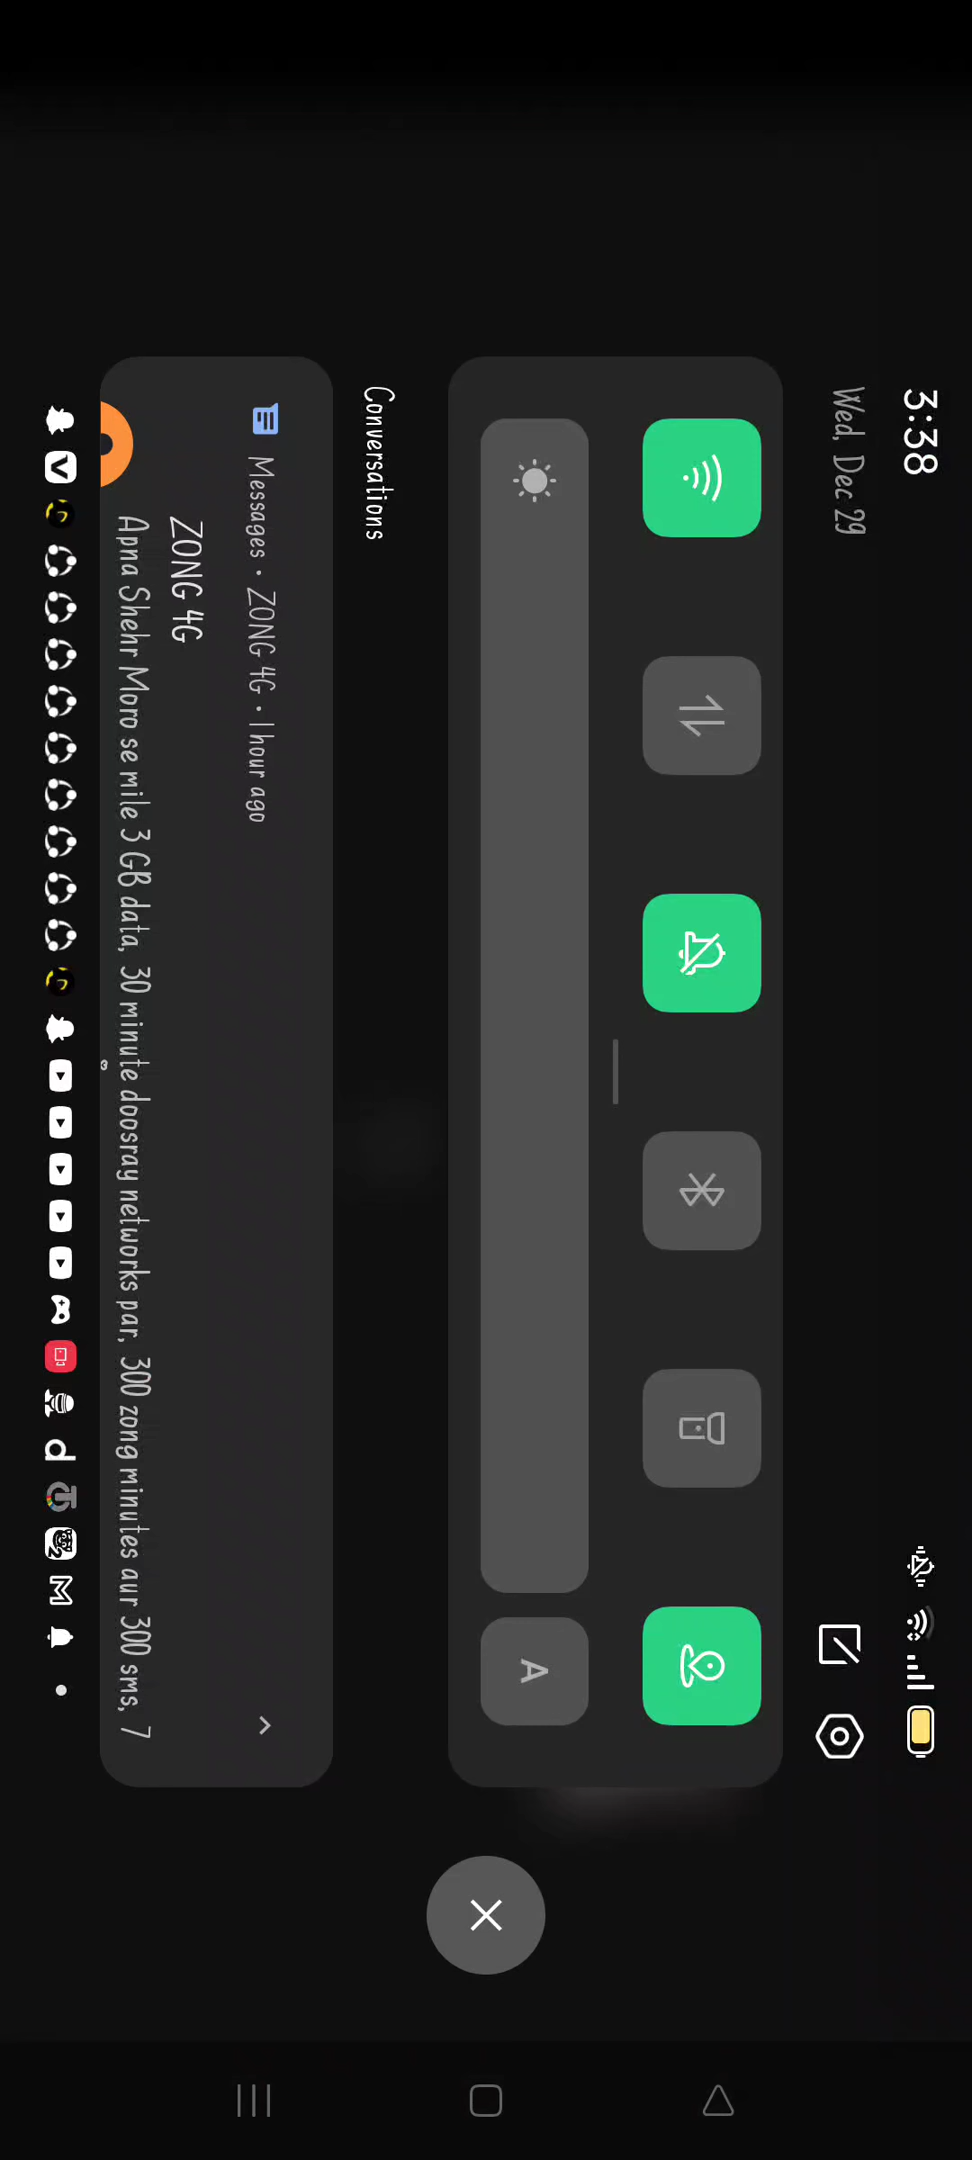 3:38
Wed, Dec 29
A
Conversations
Messages • ZONG 4G • 1 hour ago
ZONG 4G
Apna Shehr Moro se mile 3 GB data, 30 minute doosray networks par, 300 zong minutes aur 300 sms, 7